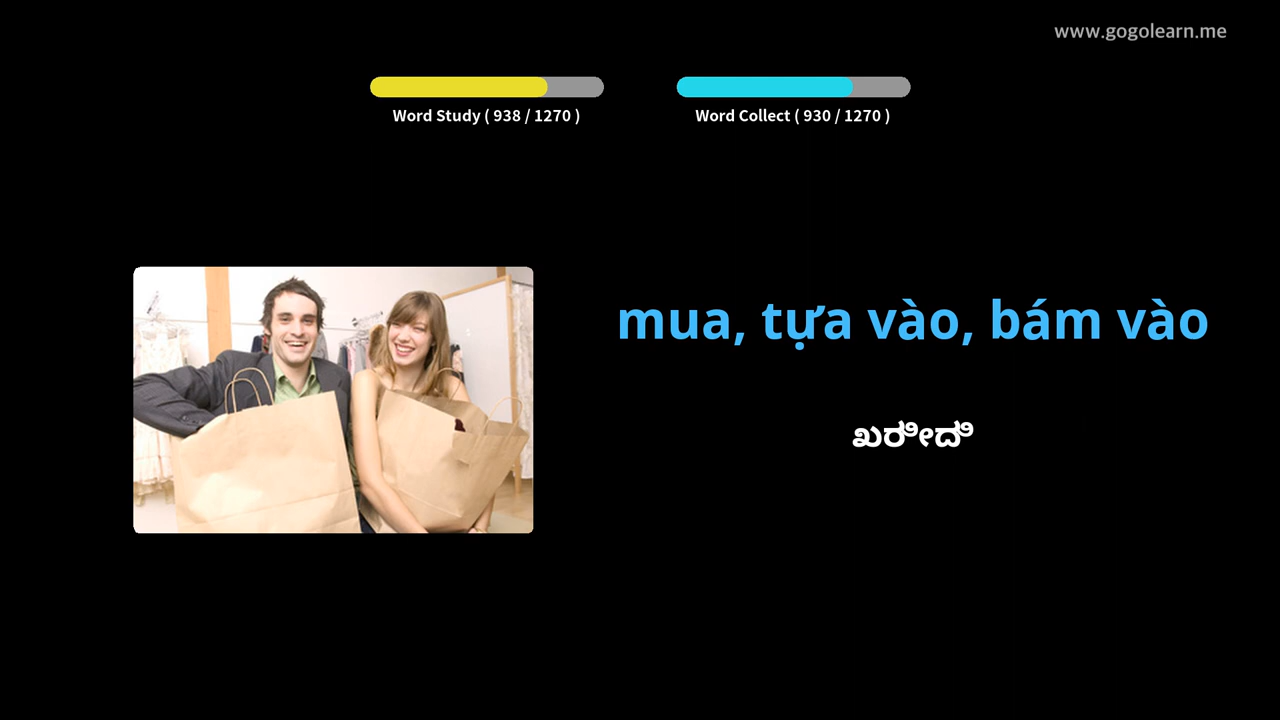 www.gogolearn.me
Word Study ( 938 / 1270 )
Word Collect ( 930 / 1270 )
mua, tựa vào, bám vào
ಖರೀದಿ